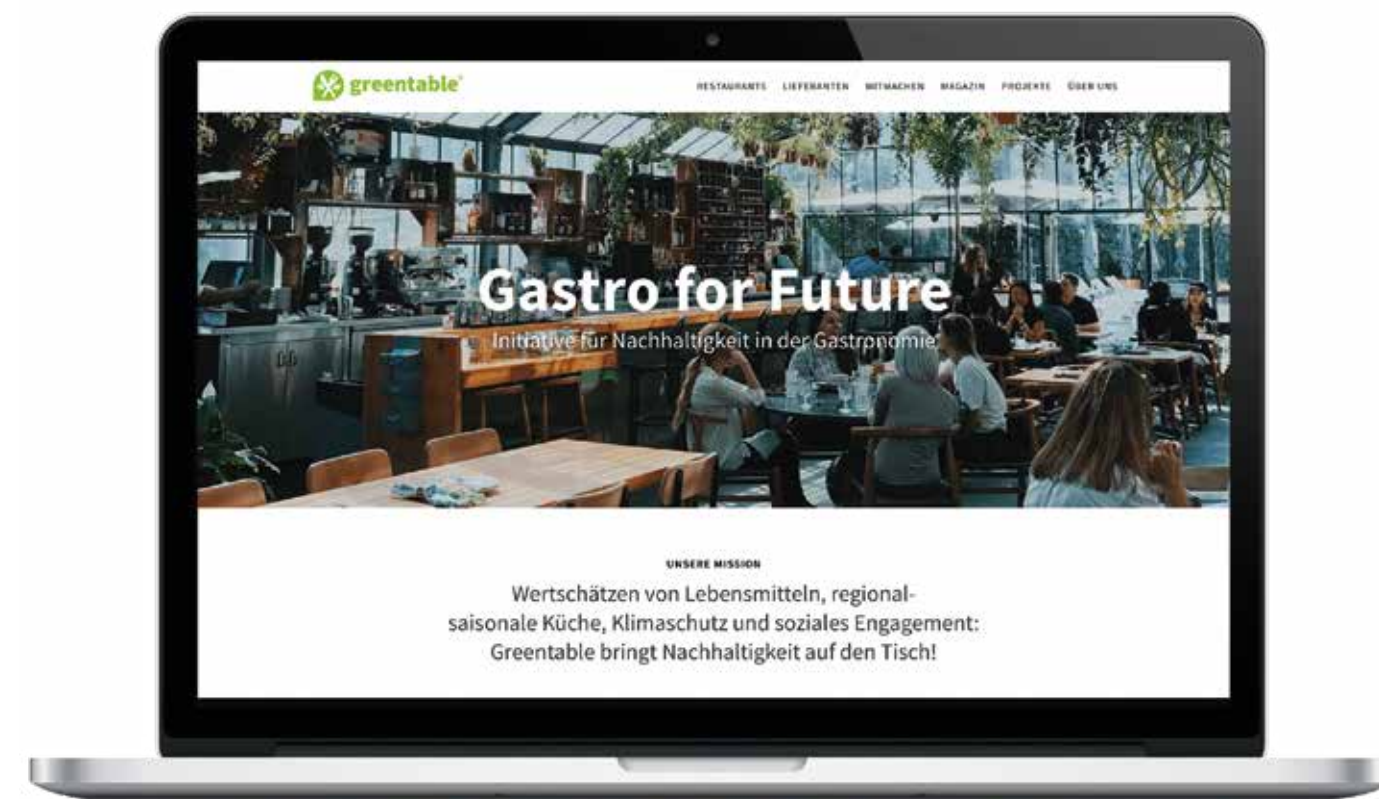 greentable®
RESTAURANTS LIEFERANTEN MITMACHEN MAGAZIN PROJEKTE ÜBER UNS
Gastro for Future
Initiative für Nachhaltigkeit in der Gastronomie
UNSERE MISSION
Wertschätzen von Lebensmitteln, regional-
saisonale Küche, Klimaschutz und soziales Engagement:
Greentable bringt Nachhaltigkeit auf den Tisch!